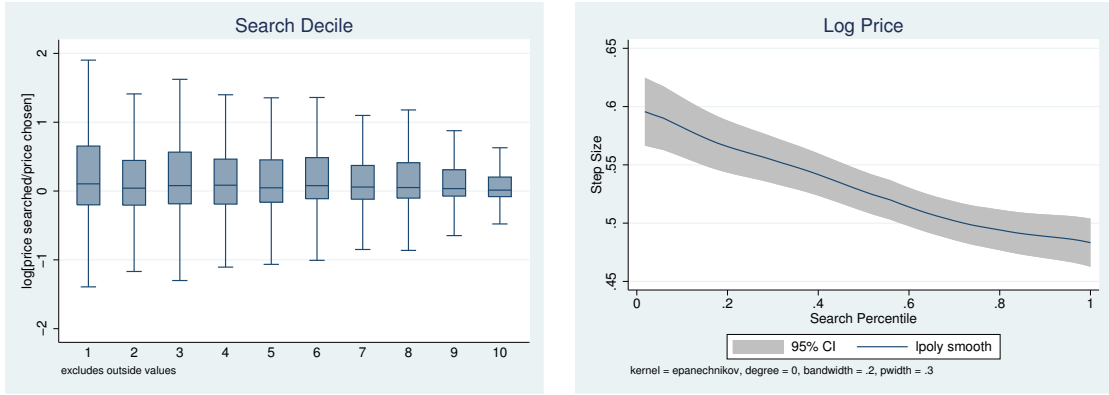 Search Decile
log[price searched/price chosen]
2
1
0
−1
−2
1 2 3 4 5 6 7 8 9 10
excludes outside values
Log Price
Step Size
.65
.6
.55
.5
.45
0 .2 .4 .6 .8 1
Search Percentile
95% CI lpoly smooth
kernel = epanechnikov, degree = 0, bandwidth = .2, pwidth = .3